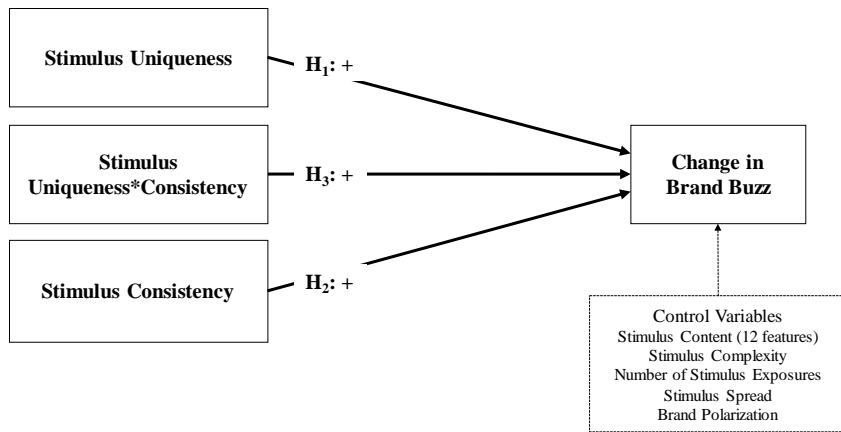 Stimulus Uniqueness
H1: +
Stimulus
Uniqueness*Consistency
H3: +
Change in
Brand Buzz
Stimulus Consistency
H2: +
Control Variables
Stimulus Content (12 features)
Stimulus Complexity
Number of Stimulus Exposures
Stimulus Spread
Brand Polarization